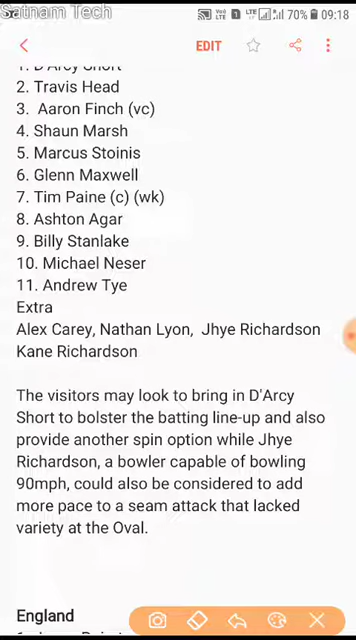 Satnam Tech
70% 09:18
EDIT
1. D'Arcy Short
2. Travis Head
3. Aaron Finch (vc)
4. Shaun Marsh
5. Marcus Stoinis
6. Glenn Maxwell
7. Tim Paine (c) (wk)
8. Ashton Agar
9. Billy Stanlake
10. Michael Neser
11. Andrew Tye
Extra
Alex Carey, Nathan Lyon, Jhye Richardson
Kane Richardson
The visitors may look to bring in D'Arcy
Short to bolster the batting line-up and also
provide another spin option while Jhye
Richardson, a bowler capable of bowling
90mph, could also be considered to add
more pace to a seam attack that lacked
variety at the Oval.
England